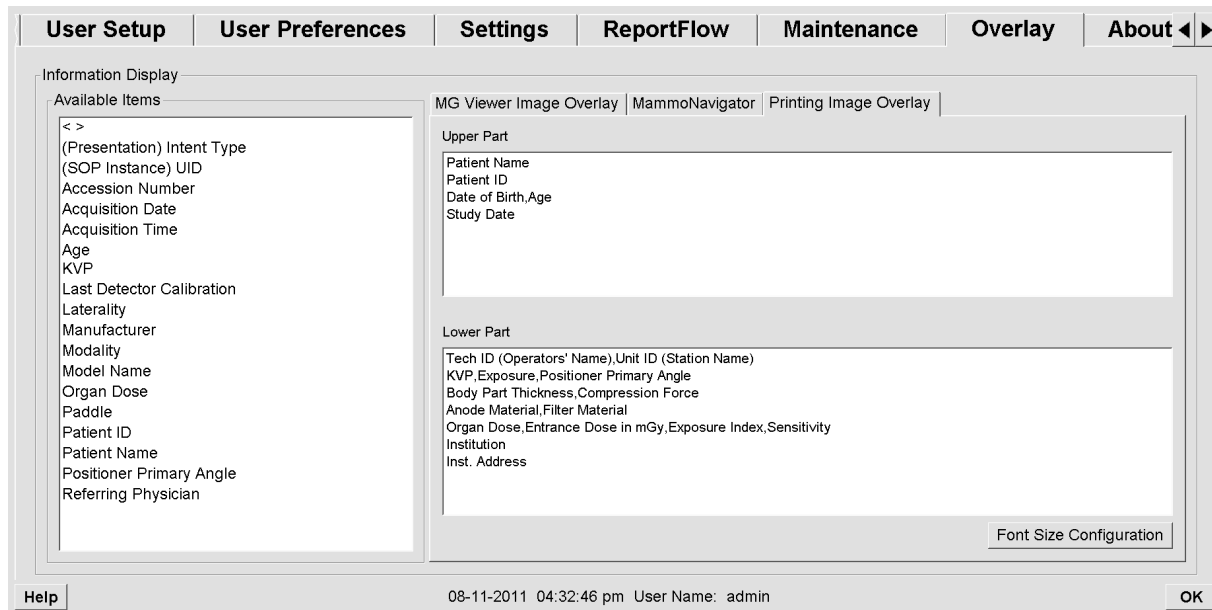 User Setup User Preferences Settings ReportFlow Maintenance Overlay About
Information Display
Available Items
< >
(Presentation) Intent Type
(SOP Instance) UID
Accession Number
Acquisition Date
Acquisition Time
Age
KVP
Last Detector Calibration
Laterality
Manufacturer
Modality
Model Name
Organ Dose
Paddle
Patient ID
Patient Name
Positioner Primary Angle
Referring Physician
MG Viewer Image Overlay MammoNavigator Printing Image Overlay
Upper Part
Patient Name
Patient ID
Date of Birth,Age
Study Date
Lower Part
Tech ID (Operators' Name),Unit ID (Station Name)
KVP,Exposure,Positioner Primary Angle
Body Part Thickness,Compression Force
Anode Material,Filter Material
Organ Dose,Entrance Dose in mGy,Exposure Index,Sensitivity
Institution
Inst. Address
Font Size Configuration
Help 08-11-2011 04:32:46 pm User Name: admin OK